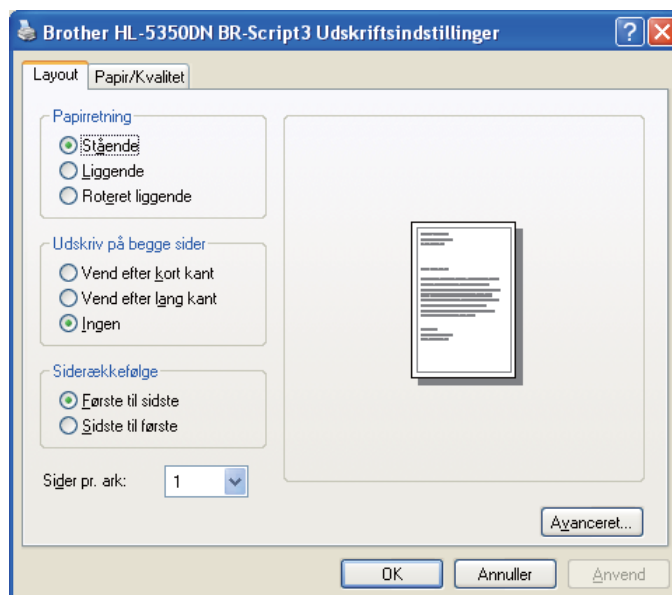 Brother HL-5350DN BR-Script3 Udskriftsindstillinger
Layout
Papir/Kvalitet
Papirretning
Stående
Liggende
Roteret liggende
Udskriv på begge sider
Vend efter kort kant
Vend efter lang kant
Ingen
Siderækkefølge
Første til sidste
Sidste til første
Sider pr. ark: 1
Avanceret...
OK
Annuller
Anvend